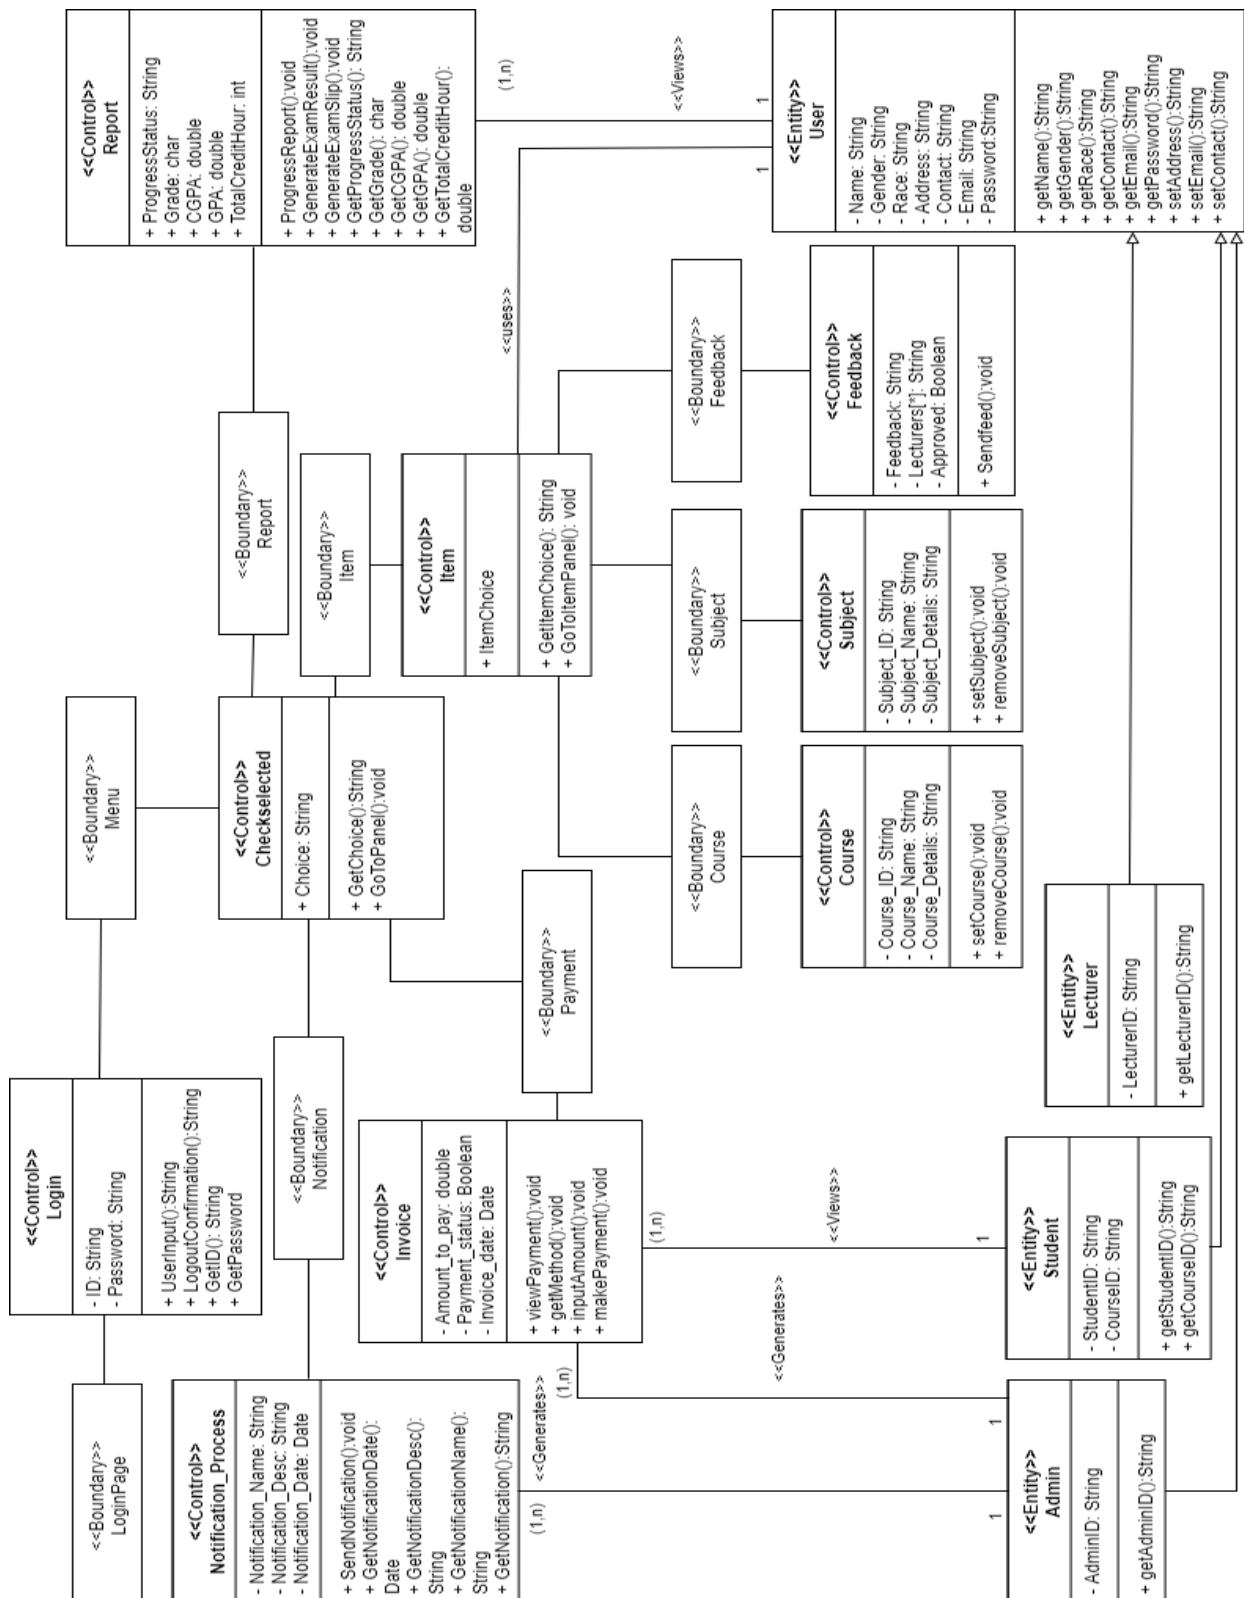 <<Boundary>>
LoginPage
<<Control>>
Login
- ID: String
- Password: String
+ UserInput():String
+ LogoutConfirmation():String
+ GetID(): String
+ GetPassword
<<Boundary>>
Menu
<<Control>>
Report
+ ProgressStatus: String
+ Grade: char
+ CGPA: double
+ GPA: double
+ TotalCreditHour: int
+ ProgressReport():void
+ GenerateExamResult():void
+ GenerateExamSlip():void
+ GetProgressStatus(): String
+ GetGrade(): char
+ GetCGPA(): double
+ GetGPA(): double
+ GetTotalCreditHour():
double
<<Control>>
Notification_Process
- Notification_Name: String
- Notification_Desc: String
- Notification_Date: Date
+ SendNotification():void
+ GetNotificationDate():
Date
+ GetNotificationDesc():
String
+ GetNotificationName():
String
+ GetNotification():String
<<Boundary>>
Notification
<<Control>>
Checkselected
+ Choice: String
+ GetChoice():String
+ GoToPanel():void
<<Boundary>>
Report
<<Boundary>>
Item
<<Control>>
Invoice
- Amount_to_pay: double
- Payment_status: Boolean
- Invoice_date: Date
+ viewPayment():void
+ getMethod():void
+ inputAmount():void
+ makePayment():void
<<Boundary>>
Payment
<<Control>>
Item
+ ItemChoice
+ GetItemChoice(): String
+ GoToItemPanel(): void
(1,n)
<<Generates>>
(1,n)
(1,n)
<<uses>>
(1,n)
<<Views>>
<<Generates>>
<<Views>>
1
1
1
1
1
<<Boundary>>
Course
<<Boundary>>
Subject
<<Boundary>>
Feedback
<<Control>>
Course
- Course_ID: String
- Course_Name: String
- Course_Details: String
+ setCourse():void
+ removeCourse():void
<<Control>>
Subject
- Subject_ID: String
- Subject_Name: String
- Subject_Details: String
+ setSubject():void
+ removeSubject():void
<<Control>>
Feedback
- Feedback: String
- Lecturers[*]: String
- Approved: Boolean
+ Sendfeed():void
<<Entity>>
User
- Name: String
- Gender: String
- Race: String
- Address: String
- Contact: String
- Email: String
- Password:String
+ getName():String
+ getGender():String
+ getRace():String
+ getContact():String
+ getEmail():String
+ getPassword():String
+ setAddress():String
+ setEmail():String
+ setContact():String
<<Entity>>
Admin
- AdminID: String
+ getAdminID():String
<<Entity>>
Student
- StudentID: String
- CourseID: String
+ getStudentID():String
+ getCourseID():String
<<Entity>>
Lecturer
- LecturerID: String
+ getLecturerID():String